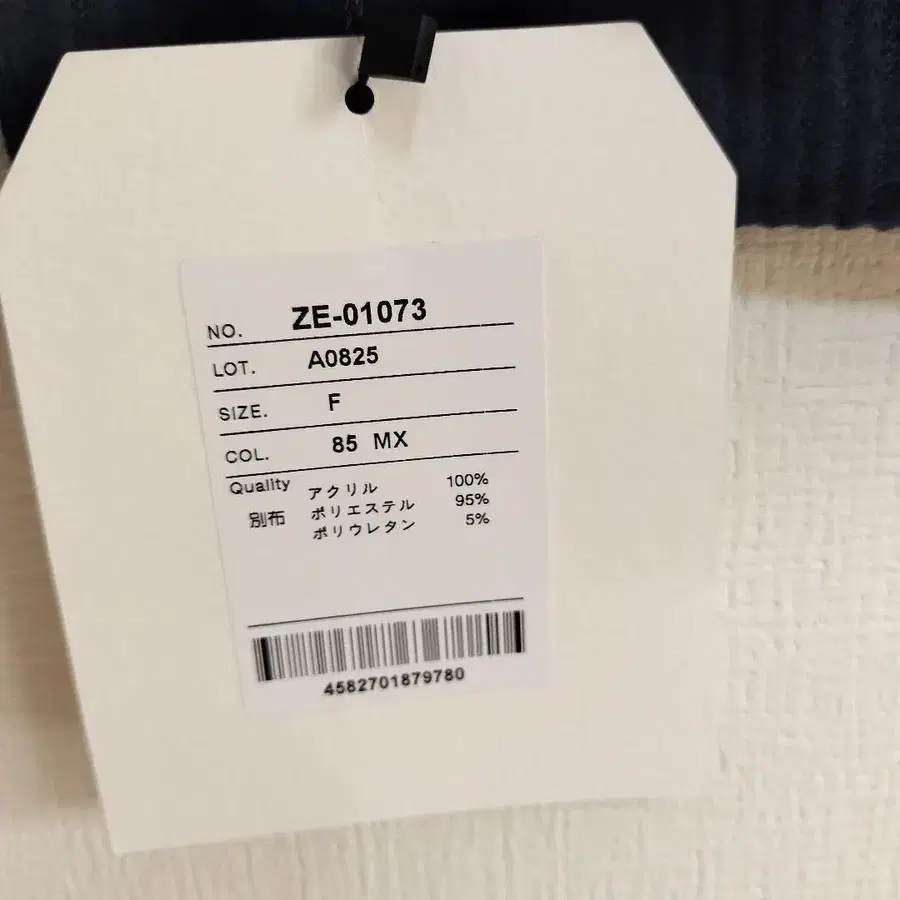 NO. ZE-01073
LOT. A0825
SIZE. F
COL. 85 MX
Quality アクリル 100%
別布 ポリエステル 95%
ポリウレタン 5%
4582701879780